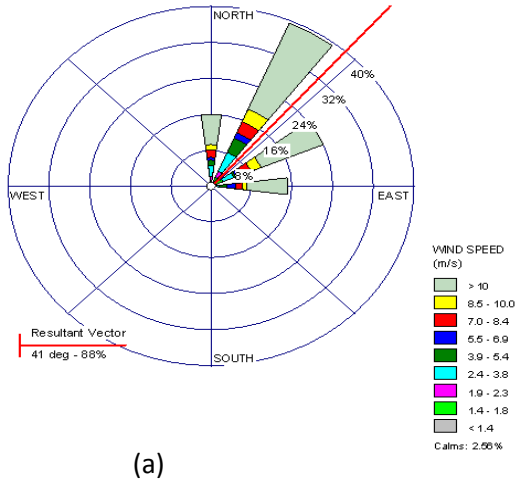 NORTH
40%
32%
24%
16%
8%
WEST
EAST
WIND SPEED
(m/s)
> 10
8.5 - 10.0
7.0 - 8.4
5.5 - 6.9
3.9 - 5.4
2.4 - 3.8
1.9 - 2.3
1.4 - 1.8
< 1.4
Calms: 2.56%
Resultant Vector
41 deg - 88%
SOUTH
(a)